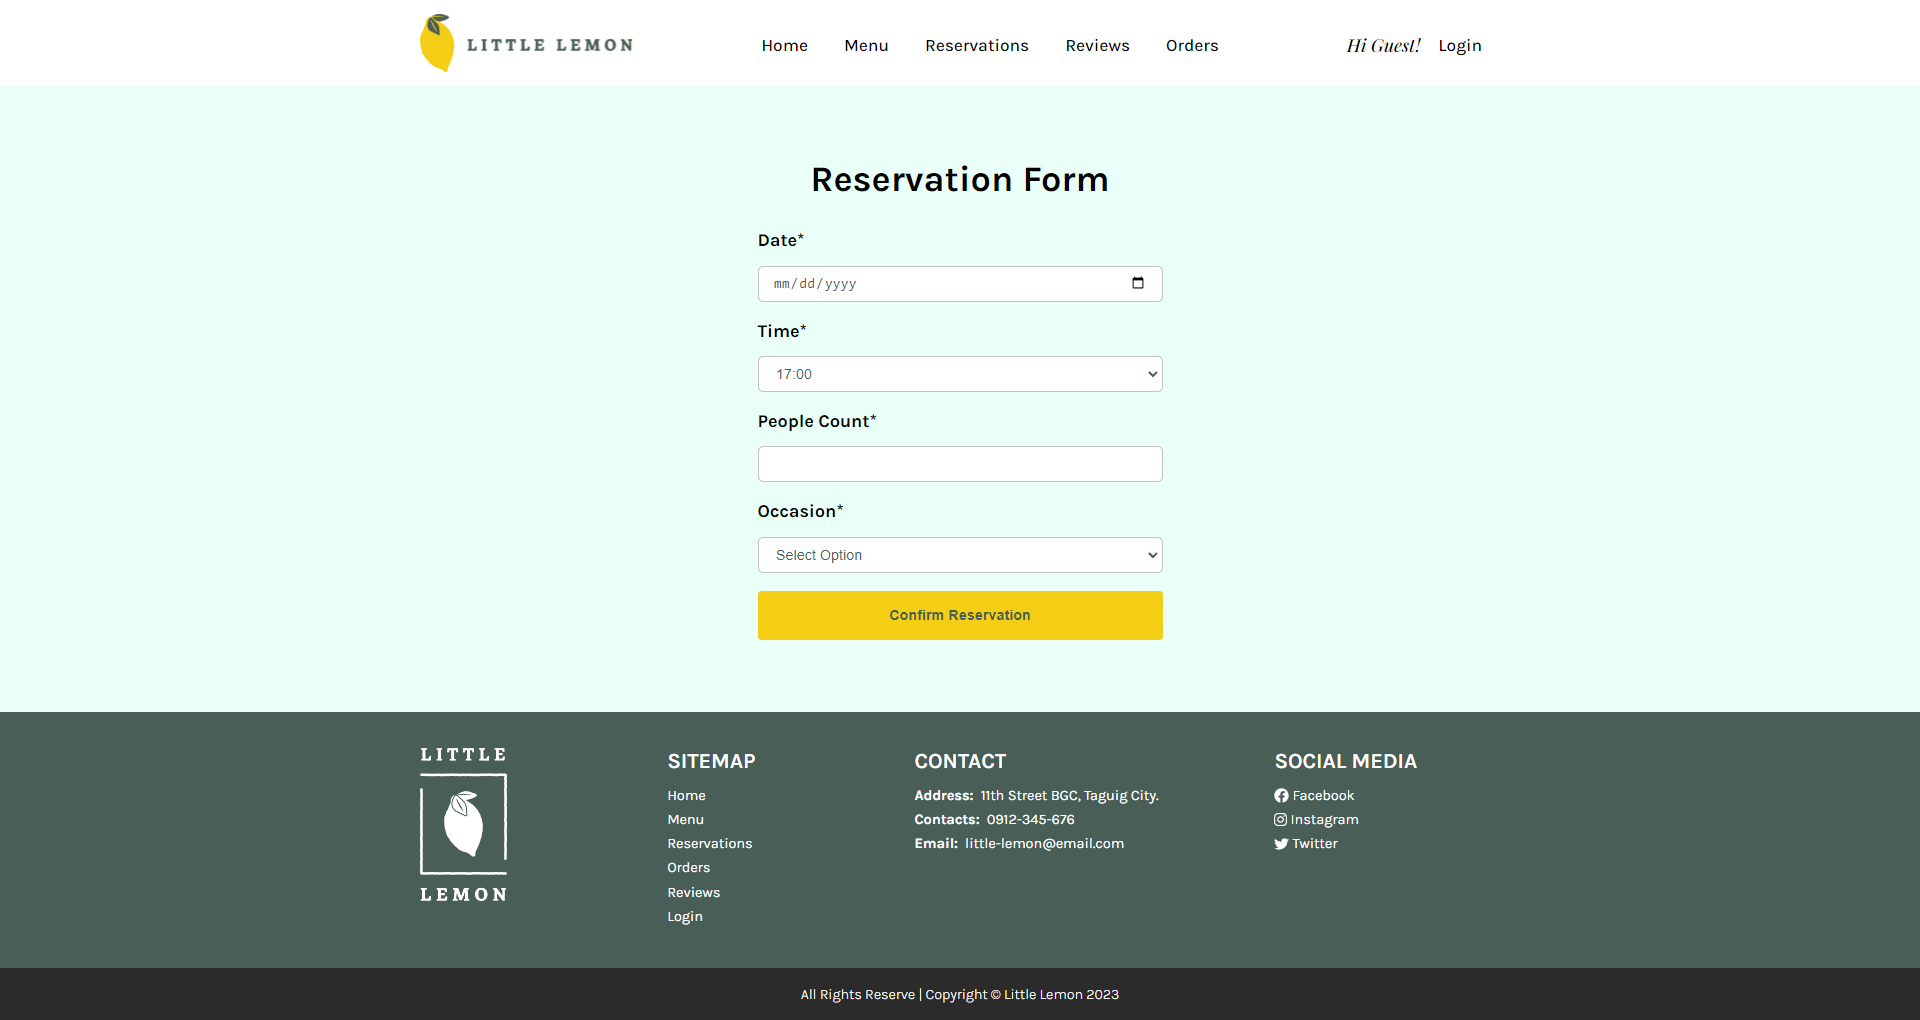 LITTLE LEMON
Home Menu Reservations Reviews Orders
Hi Guest! Login
Reservation Form
Date*
mm/dd/yyyy
Time*
17:00
People Count*
Occasion*
Select Option
Confirm Reservation
LITTLE
LEMON
SITEMAP
Home
Menu
Reservations
Orders
Reviews
Login
CONTACT
Address: 11th Street BGC, Taguig City.
Contacts: 0912-345-676
Email: little-lemon@email.com
SOCIAL MEDIA
Facebook
Instagram
Twitter
All Rights Reserve | Copyright © Little Lemon 2023